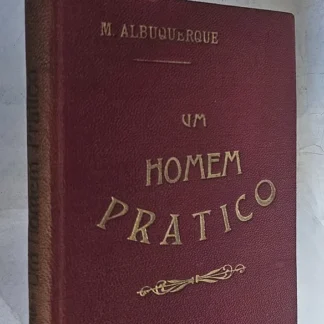 M. ALBUQUERQUE
UM
HOMEM
PRATICO